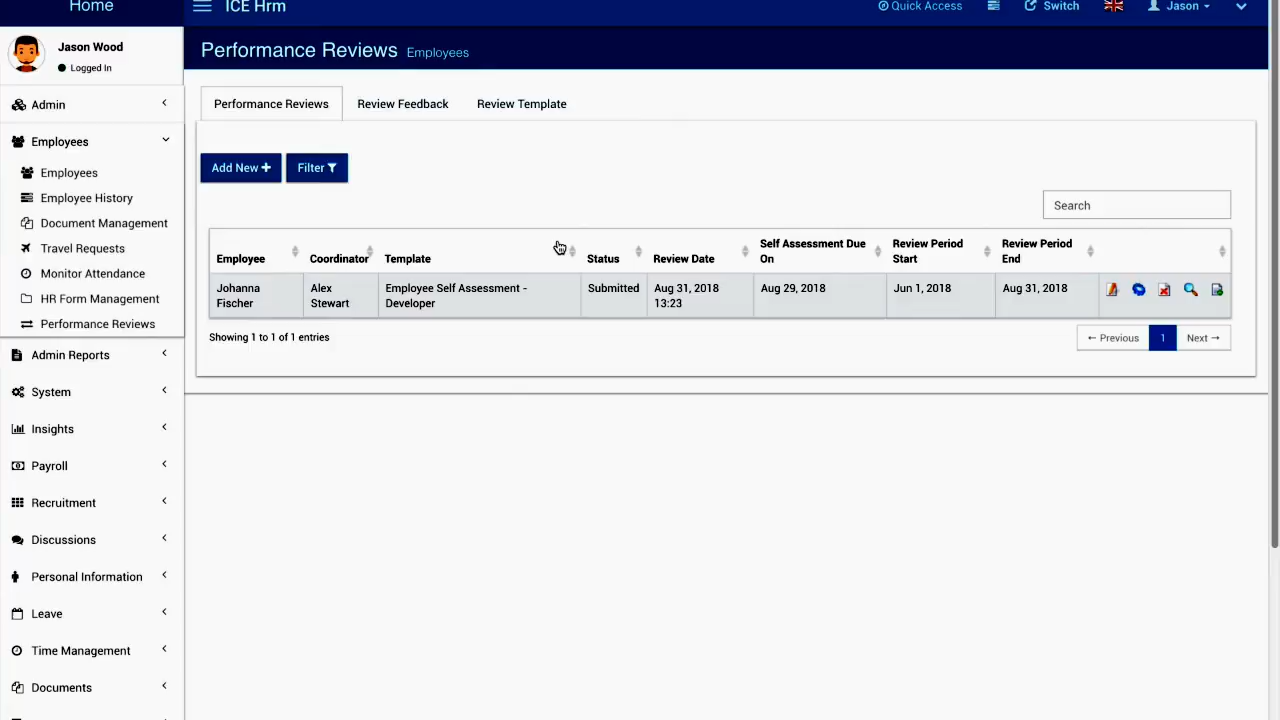 Home
ICE Hrm
Quick Access
Switch
Jason
Jason Wood
Logged In
Performance Reviews Employees
Admin
Employees
Employees
Employee History
Document Management
Travel Requests
Monitor Attendance
HR Form Management
Performance Reviews
Admin Reports
System
Insights
Payroll
Recruitment
Discussions
Personal Information
Leave
Time Management
Documents
Performance Reviews
Review Feedback
Review Template
Add New +
Filter
Search
Employee
Coordinator
Template
Status
Review Date
Self Assessment Due
On
Review Period
Start
Review Period
End
Johanna
Fischer
Alex
Stewart
Employee Self Assessment -
Developer
Submitted
Aug 31, 2018
13:23
Aug 29, 2018
Jun 1, 2018
Aug 31, 2018
Showing 1 to 1 of 1 entries
← Previous
1
Next →